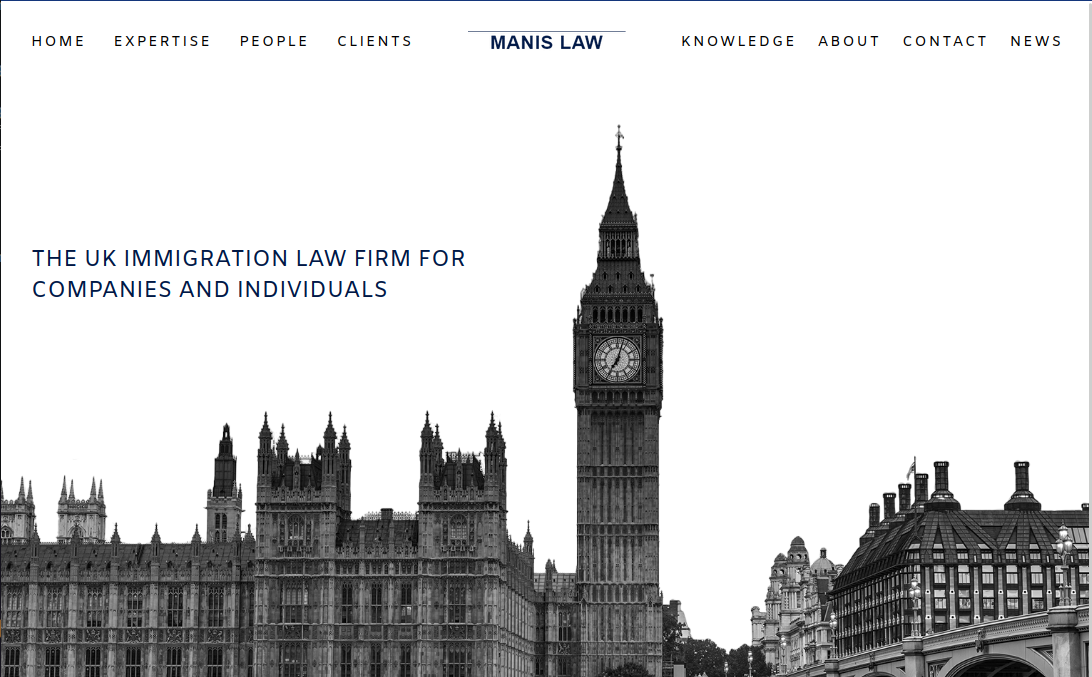 HOME EXPERTISE PEOPLE CLIENTS MANIS LAW KNOWLEDGE ABOUT CONTACT NEWS
THE UK IMMIGRATION LAW FIRM FOR
COMPANIES AND INDIVIDUALS